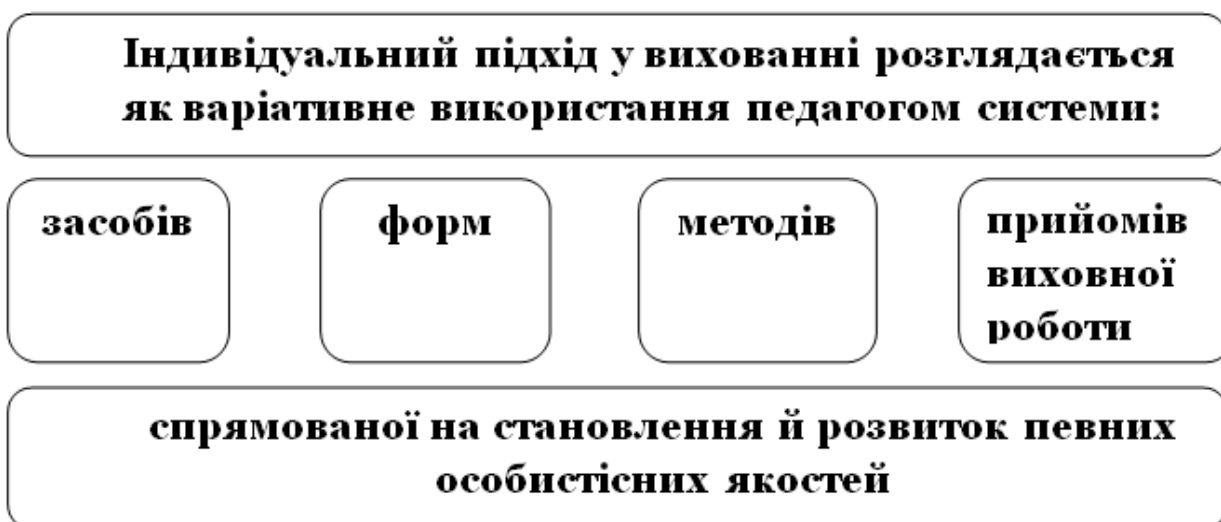 Індивідуальний підхід у вихованні розглядається
як варіативне використання педагогом системи:
засобів
форм
методів
прийомів
виховної
роботи
спрямованої на становлення й розвиток певних
особистісних якостей